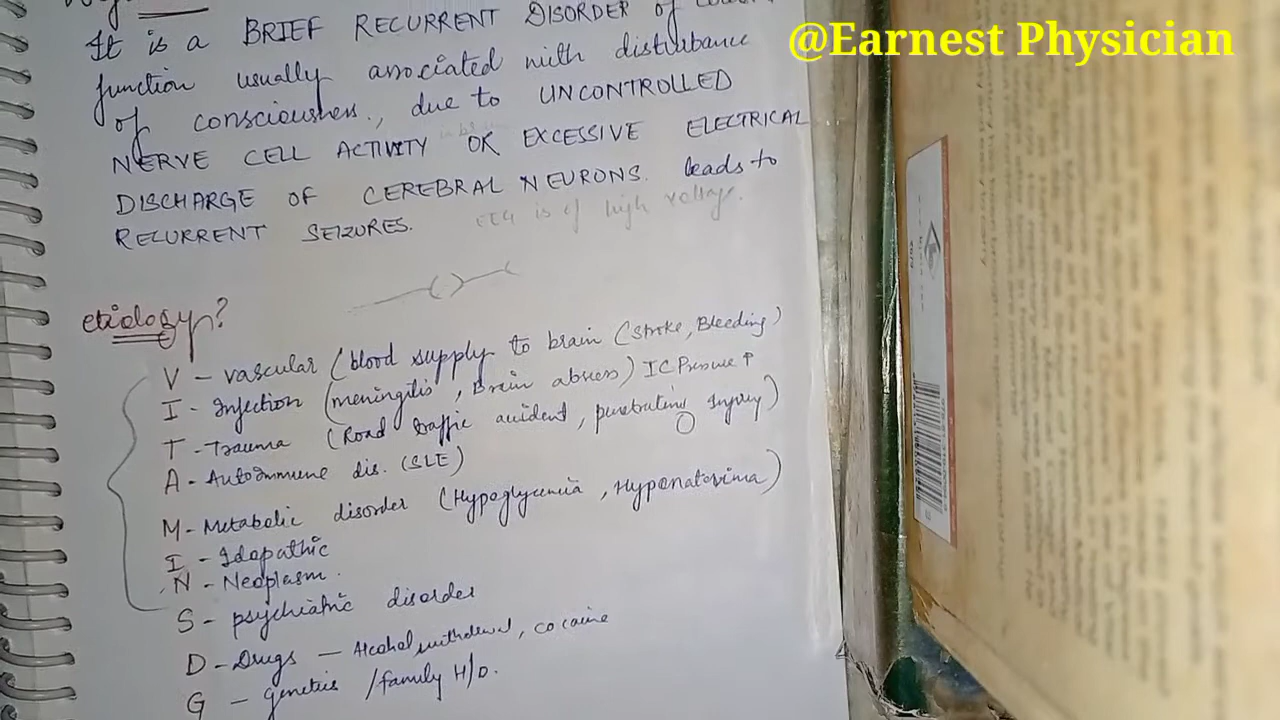 @Earnest Physician
It is a BRIEF RECURRENT DISORDER of
function usually associated with disturbance
of consciousness., due to UNCONTROLLED
NERVE CELL ACTIVITY OR EXCESSIVE ELECTRICAL
DISCHARGE OF CEREBRAL NEURONS. leads to
RECURRENT SEIZURES. EEG is of high voltage.
etiology?
V - vascular (blood supply to brain (stroke, Bleeding)
I - Infection (meningitis, Brain abscess) IC Pressure ↑
T - Trauma (Road traffic accident, penetrating Injury)
A - Autoimmune dis. (SLE)
M - Metabolic disorder (Hypoglycemia, Hyponatremia)
I - Idopathic
N - Neoplasm.
S - psychiatric disorder
D - Drugs - Alcohol withdrawal, cocaine
G - genetics / family H/O.